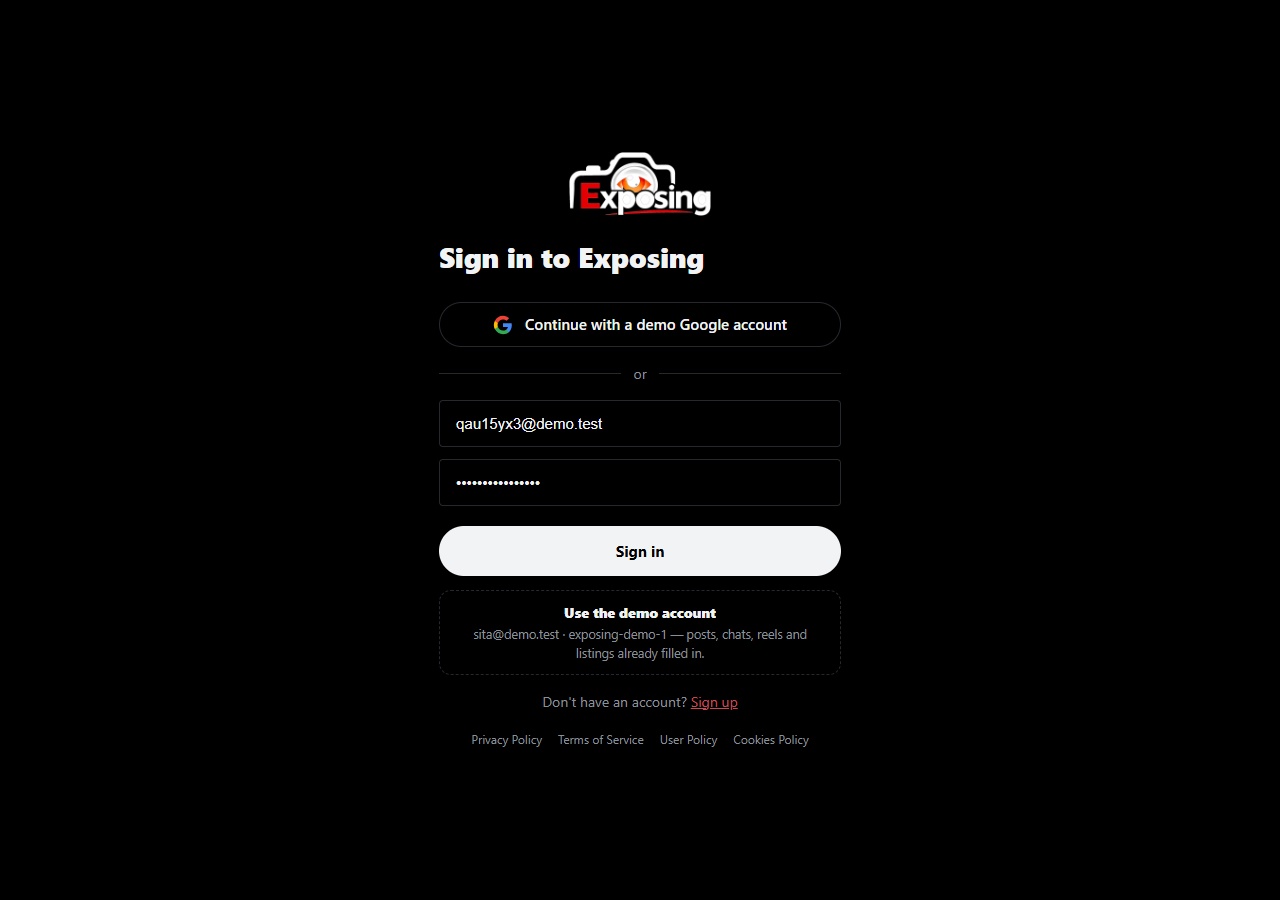 Exposing
Sign in to Exposing
Continue with a demo Google account
or
qau15yx3@demo.test
••••••••••••••••
Sign in
Use the demo account
sita@demo.test · exposing-demo-1 — posts, chats, reels and
listings already filled in.
Don't have an account? Sign up
Privacy Policy Terms of Service User Policy Cookies Policy